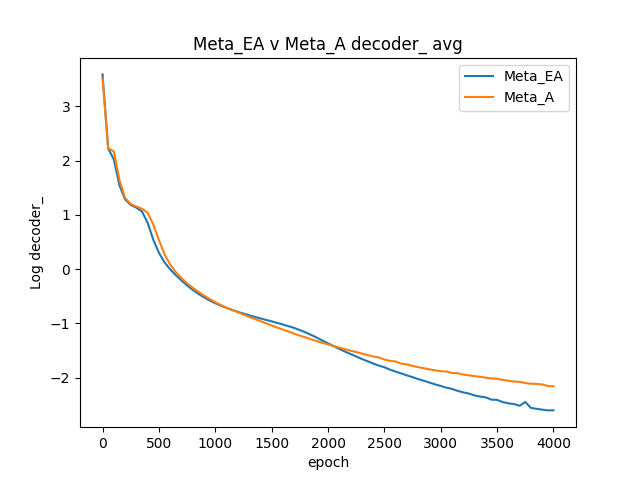 Meta_EA v Meta_A decoder_ avg
Meta_EA
Meta_A
Log decoder_
3
2
1
0
−1
−2
0 500 1000 1500 2000 2500 3000 3500 4000
epoch